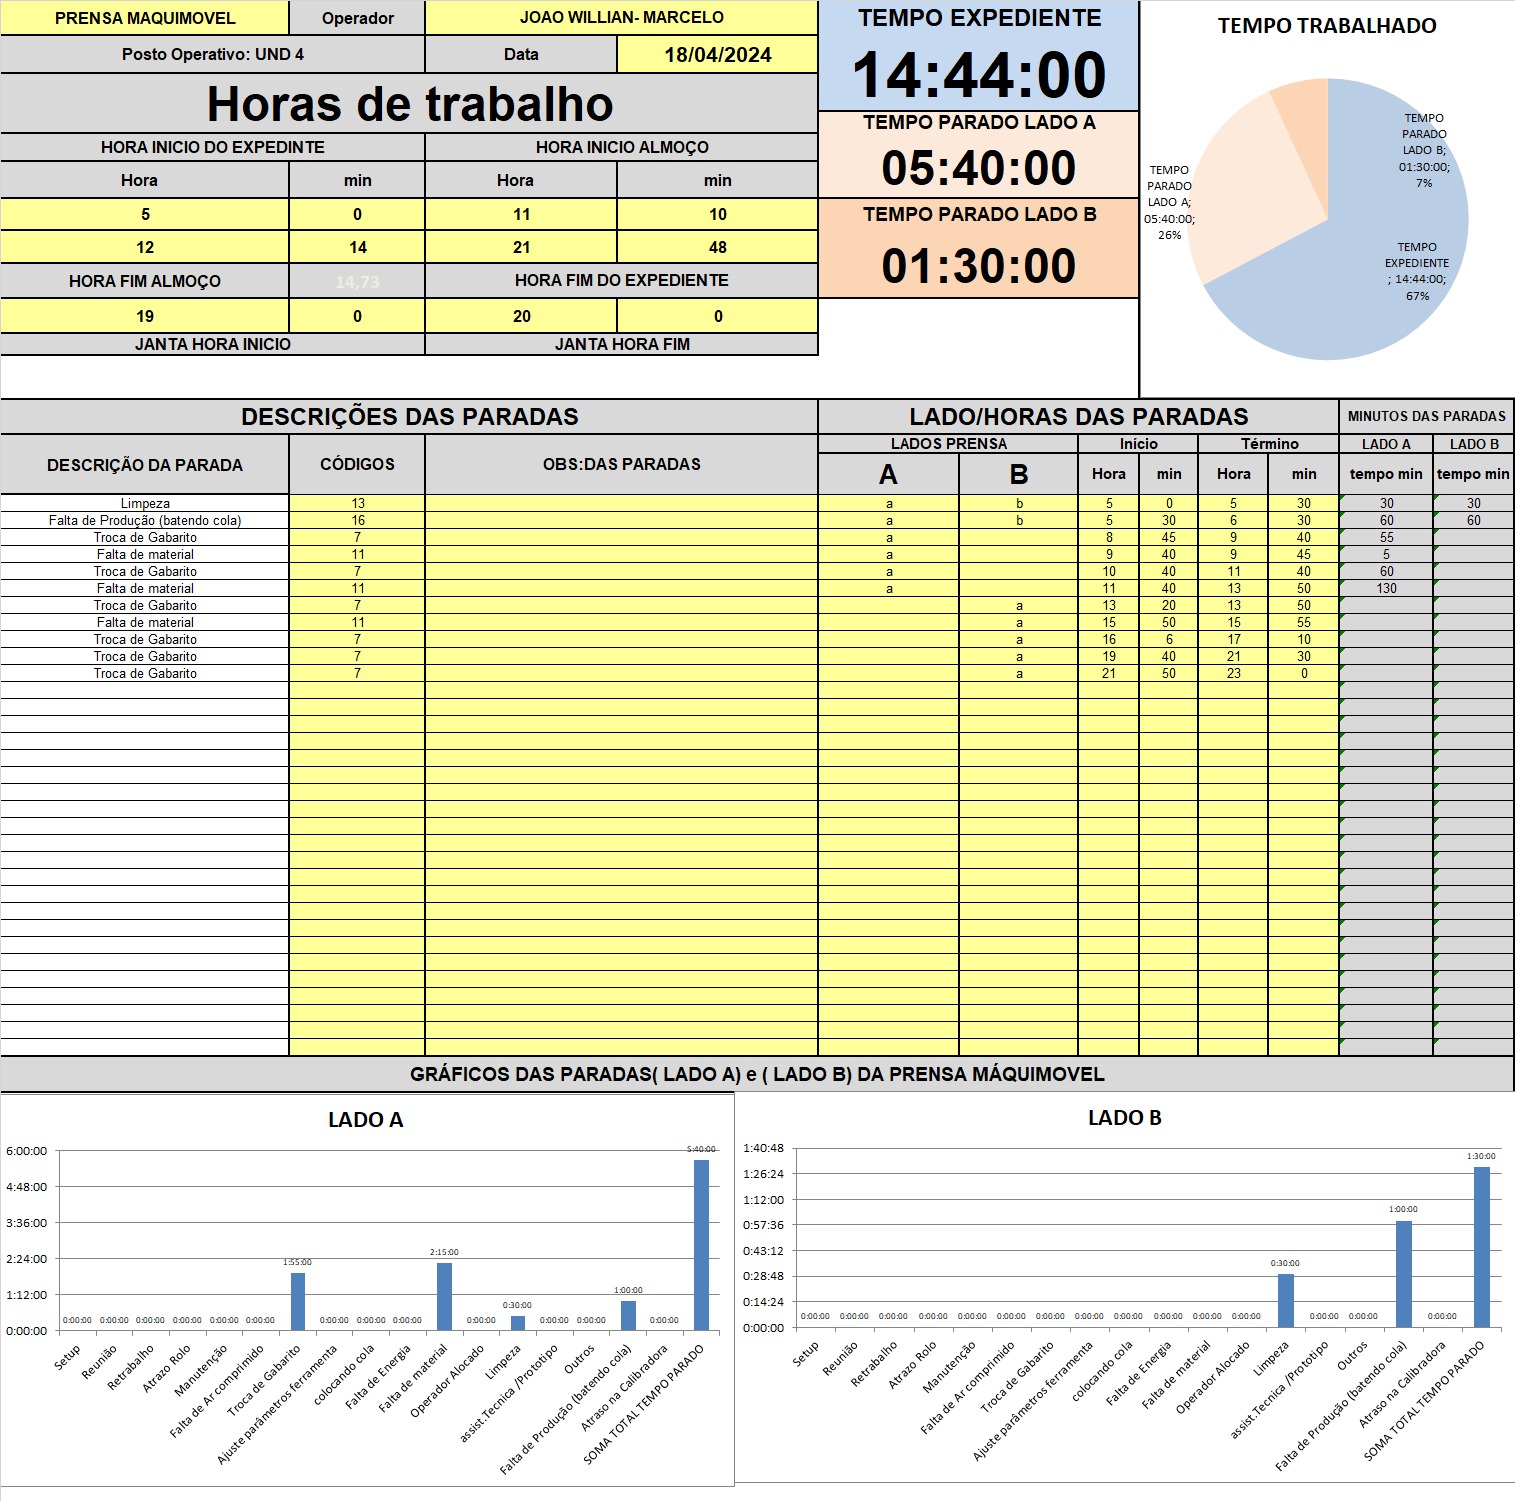 PRENSA MAQUIMOVEL Operador JOAO WILLIAN- MARCELO
Posto Operativo: UND 4 Data 18/04/2024
Horas de trabalho
HORA INICIO DO EXPEDINTE HORA INICIO ALMOÇO
Hora min Hora min
5 0 11 10
12 14 21 48
HORA FIM ALMOÇO 14,73 HORA FIM DO EXPEDIENTE
19 0 20 0
JANTA HORA INICIO JANTA HORA FIM
TEMPO EXPEDIENTE
14:44:00
TEMPO PARADO LADO A
05:40:00
TEMPO PARADO LADO B
01:30:00
TEMPO TRABALHADO
TEMPO
PARADO
LADO B;
01:30:00;
7%
TEMPO
PARADO
LADO A;
05:40:00;
26%
TEMPO
EXPEDIENTE
; 14:44:00;
67%
DESCRIÇÕES DAS PARADAS LADO/HORAS DAS PARADAS MINUTOS DAS PARADAS
DESCRIÇÃO DA PARADA CÓDIGOS OBS:DAS PARADAS LADOS PRENSA Início Término LADO A LADO B
A B Hora min Hora min tempo min tempo min
Limpeza 13 a b 5 0 5 30 30 30
Falta de Produção (batendo cola) 16 a b 5 30 6 30 60 60
Troca de Gabarito 7 a 8 45 9 40 55
Falta de material 11 a 9 40 9 45 5
Troca de Gabarito 7 a 10 40 11 40 60
Falta de material 11 a 11 40 13 50 130
Troca de Gabarito 7 a 13 20 13 50
Falta de material 11 a 15 50 15 55
Troca de Gabarito 7 a 16 6 17 10
Troca de Gabarito 7 a 19 40 21 30
Troca de Gabarito 7 a 21 50 23 0
GRÁFICOS DAS PARADAS( LADO A) e ( LADO B) DA PRENSA MÁQUIMOVEL
LADO A
6:00:00
4:48:00
3:36:00
2:24:00
1:12:00
0:00:00
0:00:00 0:00:00 0:00:00 0:00:00 0:00:00 0:00:00 1:55:00 0:00:00 0:00:00 0:00:00 2:15:00 0:00:00 0:30:00 0:00:00 0:00:00 1:00:00 0:00:00 5:40:00
Setup
Reunião
Retrabalho
Atrazo Rolo
Manutenção
Falta de Ar comprimido
Troca de Gabarito
Ajuste parâmetros ferramenta
colocando cola
Falta de Energia
Falta de material
Operador Alocado
Limpeza
assist.Tecnica /Prototipo
Outros
Falta de Produção (batendo cola)
Atraso na Calibradora
SOMA TOTAL TEMPO PARADO
LADO B
1:40:48
1:26:24
1:12:00
0:57:36
0:43:12
0:28:48
0:14:24
0:00:00
0:00:00 0:00:00 0:00:00 0:00:00 0:00:00 0:00:00 0:00:00 0:00:00 0:00:00 0:00:00 0:00:00 0:00:00 0:30:00 0:00:00 0:00:00 1:00:00 0:00:00 1:30:00
Setup
Reunião
Retrabalho
Atrazo Rolo
Manutenção
Falta de Ar comprimido
Troca de Gabarito
Ajuste parâmetros ferramenta
colocando cola
Falta de Energia
Falta de material
Operador Alocado
Limpeza
assist.Tecnica /Prototipo
Outros
Falta de Produção (batendo cola)
Atraso na Calibradora
SOMA TOTAL TEMPO PARADO